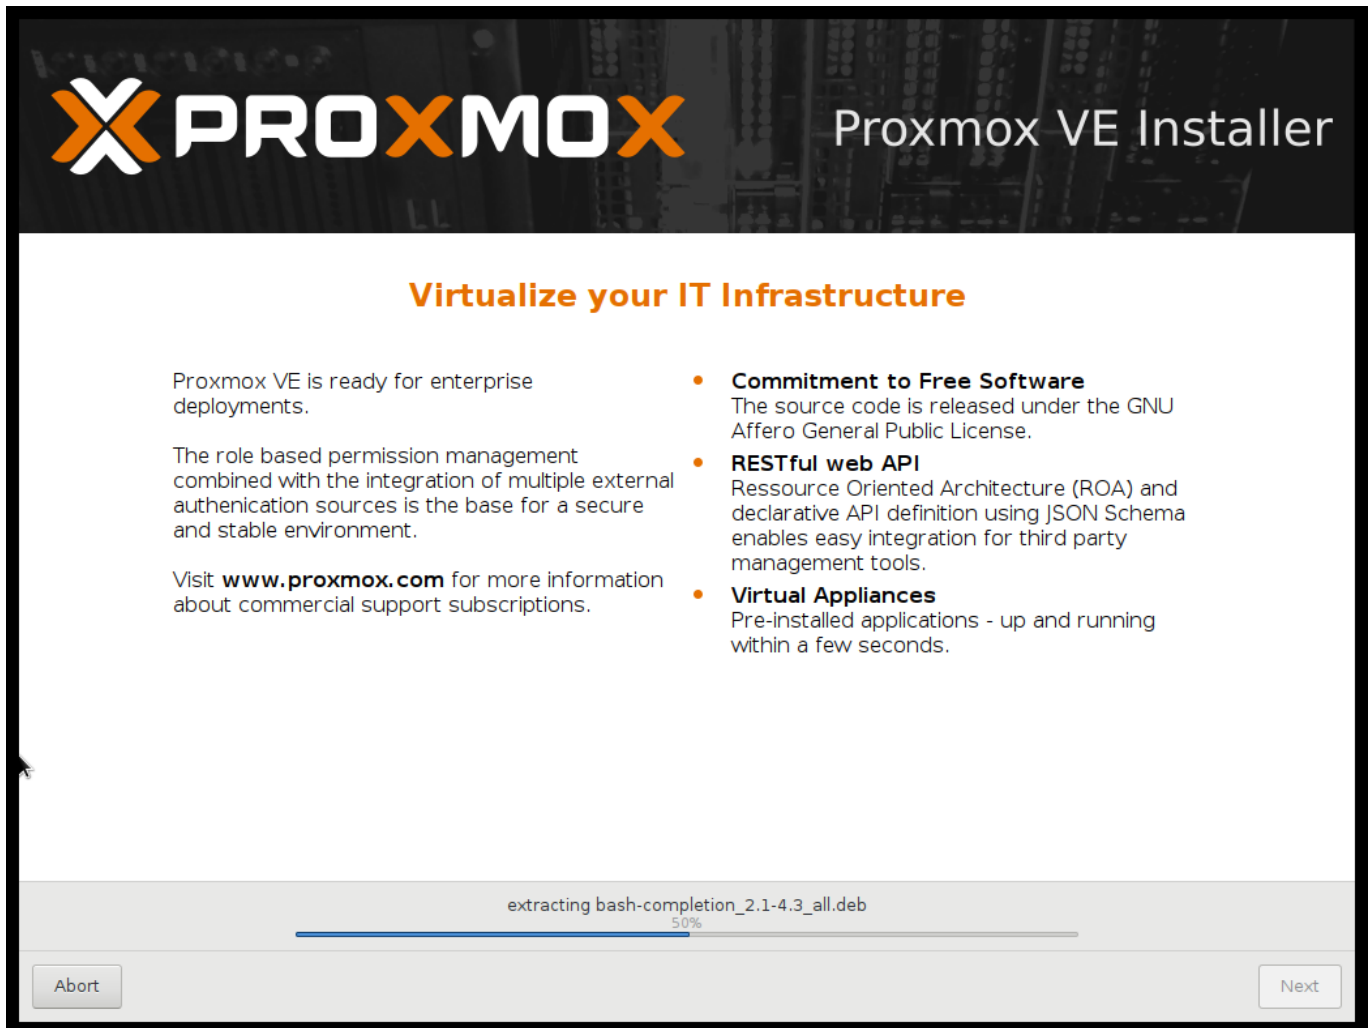 PROXMOX
Proxmox VE Installer
Virtualize your IT Infrastructure
Proxmox VE is ready for enterprise
deployments.
The role based permission management
combined with the integration of multiple external
authenication sources is the base for a secure
and stable environment.
Visit www.proxmox.com for more information
about commercial support subscriptions.
Commitment to Free Software
The source code is released under the GNU
Affero General Public License.
RESTful web API
Ressource Oriented Architecture (ROA) and
declarative API definition using JSON Schema
enables easy integration for third party
management tools.
Virtual Appliances
Pre-installed applications - up and running
within a few seconds.
extracting bash-completion_2.1-4.3_all.deb
50%
Abort
Next